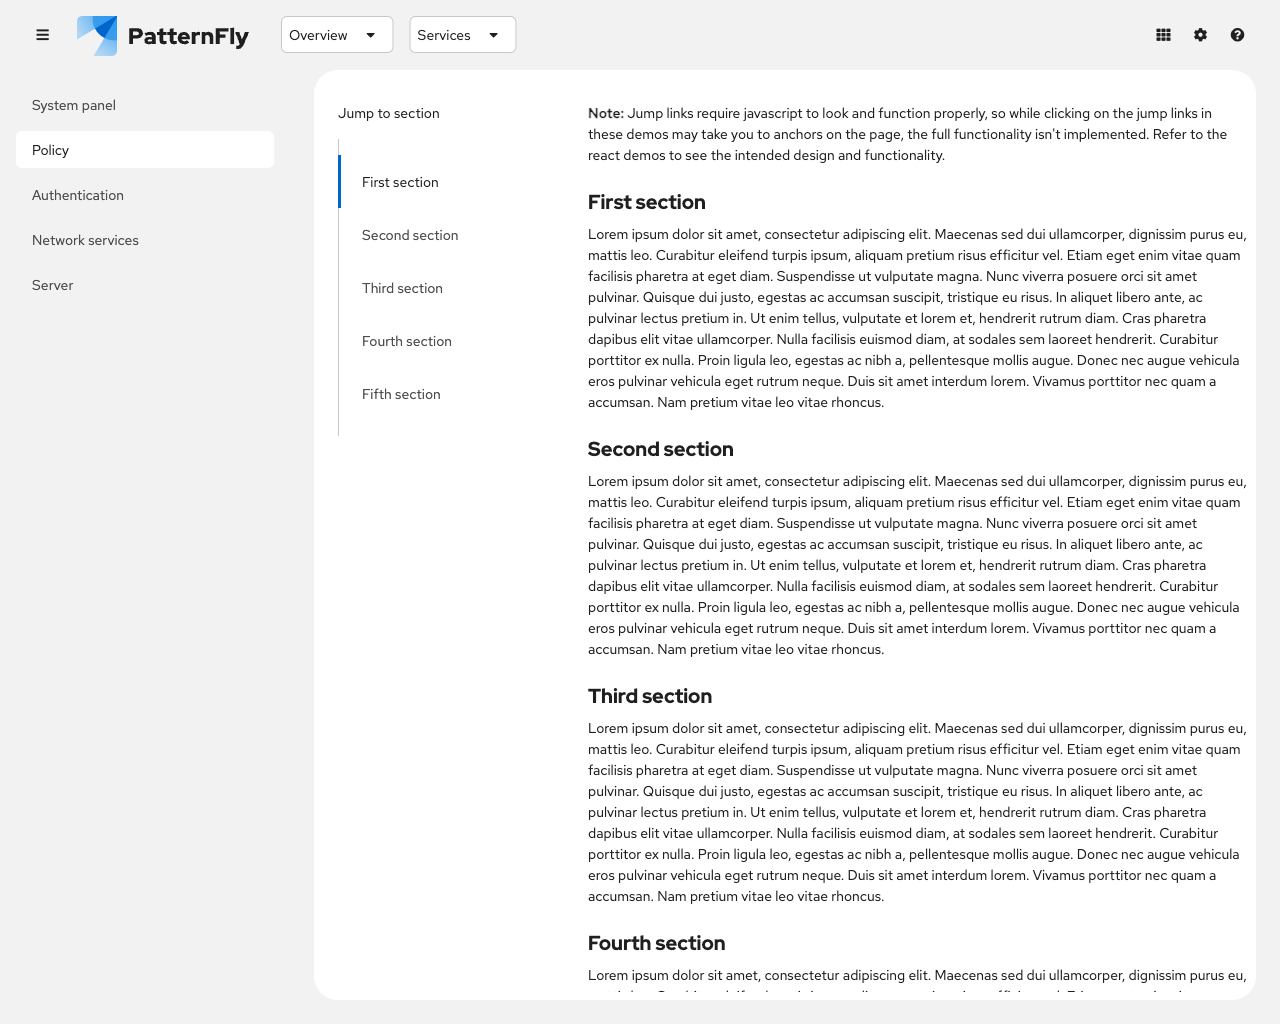 PatternFly
Overview
Services
System panel
Policy
Authentication
Network services
Server
Jump to section
First section
Second section
Third section
Fourth section
Fifth section
Note: Jump links require javascript to look and function properly, so while clicking on the jump links in
these demos may take you to anchors on the page, the full functionality isn't implemented. Refer to the
react demos to see the intended design and functionality.
First section
Lorem ipsum dolor sit amet, consectetur adipiscing elit. Maecenas sed dui ullamcorper, dignissim purus eu,
mattis leo. Curabitur eleifend turpis ipsum, aliquam pretium risus efficitur vel. Etiam eget enim vitae quam
facilisis pharetra at eget diam. Suspendisse ut vulputate magna. Nunc viverra posuere orci sit amet
pulvinar. Quisque dui justo, egestas ac accumsan suscipit, tristique eu risus. In aliquet libero ante, ac
pulvinar lectus pretium in. Ut enim tellus, vulputate et lorem et, hendrerit rutrum diam. Cras pharetra
dapibus elit vitae ullamcorper. Nulla facilisis euismod diam, at sodales sem laoreet hendrerit. Curabitur
porttitor ex nulla. Proin ligula leo, egestas ac nibh a, pellentesque mollis augue. Donec nec augue vehicula
eros pulvinar vehicula eget rutrum neque. Duis sit amet interdum lorem. Vivamus porttitor nec quam a
accumsan. Nam pretium vitae leo vitae rhoncus.
Second section
Lorem ipsum dolor sit amet, consectetur adipiscing elit. Maecenas sed dui ullamcorper, dignissim purus eu,
mattis leo. Curabitur eleifend turpis ipsum, aliquam pretium risus efficitur vel. Etiam eget enim vitae quam
facilisis pharetra at eget diam. Suspendisse ut vulputate magna. Nunc viverra posuere orci sit amet
pulvinar. Quisque dui justo, egestas ac accumsan suscipit, tristique eu risus. In aliquet libero ante, ac
pulvinar lectus pretium in. Ut enim tellus, vulputate et lorem et, hendrerit rutrum diam. Cras pharetra
dapibus elit vitae ullamcorper. Nulla facilisis euismod diam, at sodales sem laoreet hendrerit. Curabitur
porttitor ex nulla. Proin ligula leo, egestas ac nibh a, pellentesque mollis augue. Donec nec augue vehicula
eros pulvinar vehicula eget rutrum neque. Duis sit amet interdum lorem. Vivamus porttitor nec quam a
accumsan. Nam pretium vitae leo vitae rhoncus.
Third section
Lorem ipsum dolor sit amet, consectetur adipiscing elit. Maecenas sed dui ullamcorper, dignissim purus eu,
mattis leo. Curabitur eleifend turpis ipsum, aliquam pretium risus efficitur vel. Etiam eget enim vitae quam
facilisis pharetra at eget diam. Suspendisse ut vulputate magna. Nunc viverra posuere orci sit amet
pulvinar. Quisque dui justo, egestas ac accumsan suscipit, tristique eu risus. In aliquet libero ante, ac
pulvinar lectus pretium in. Ut enim tellus, vulputate et lorem et, hendrerit rutrum diam. Cras pharetra
dapibus elit vitae ullamcorper. Nulla facilisis euismod diam, at sodales sem laoreet hendrerit. Curabitur
porttitor ex nulla. Proin ligula leo, egestas ac nibh a, pellentesque mollis augue. Donec nec augue vehicula
eros pulvinar vehicula eget rutrum neque. Duis sit amet interdum lorem. Vivamus porttitor nec quam a
accumsan. Nam pretium vitae leo vitae rhoncus.
Fourth section
Lorem ipsum dolor sit amet, consectetur adipiscing elit. Maecenas sed dui ullamcorper, dignissim purus eu,